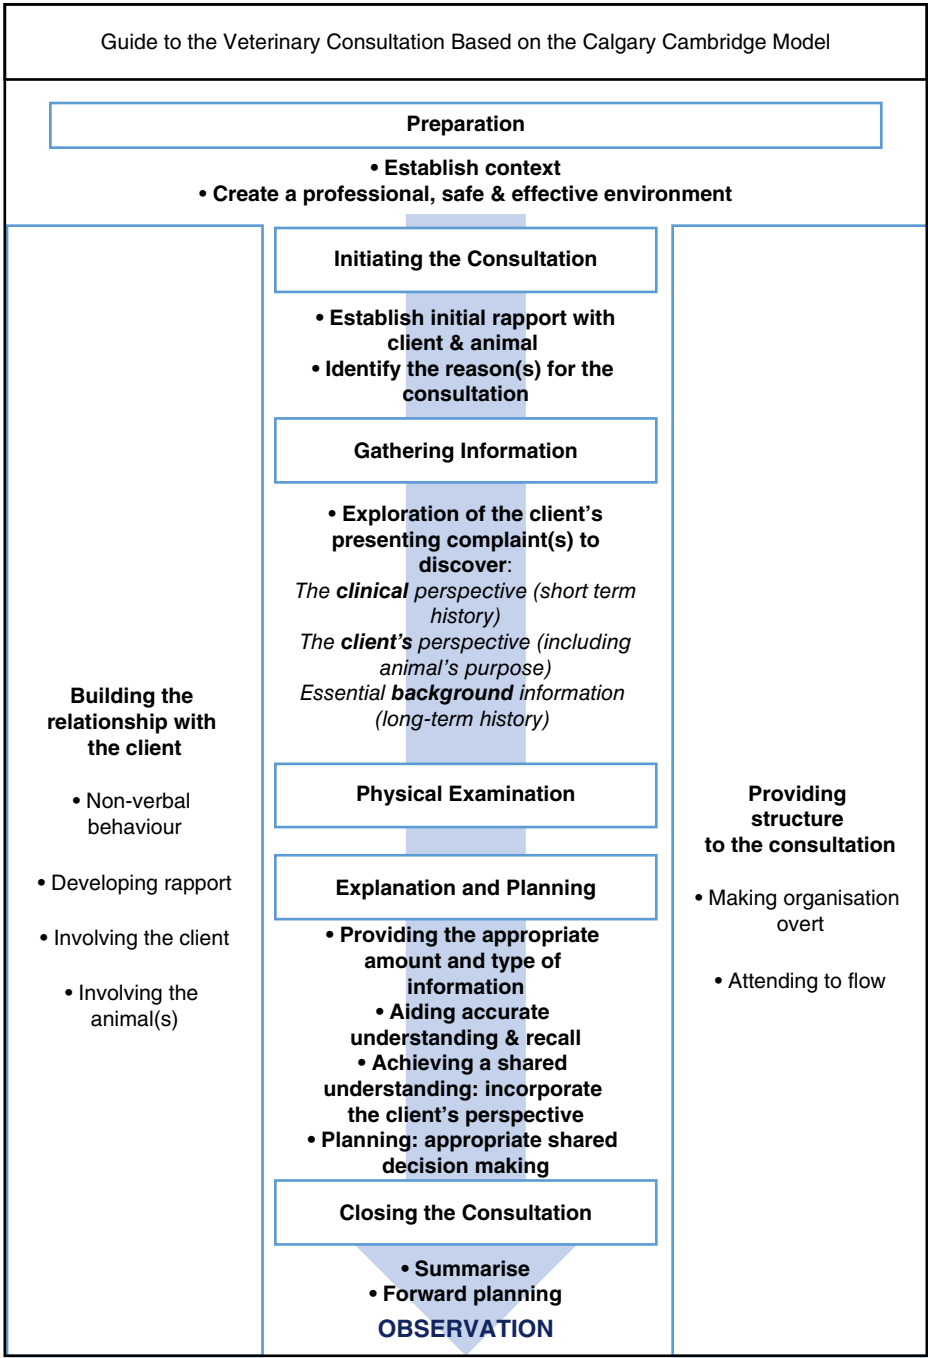 Guide to the Veterinary Consultation Based on the Calgary Cambridge Model
Preparation
• Establish context
• Create a professional, safe & effective environment
Initiating the Consultation
• Establish initial rapport with
client & animal
• Identify the reason(s) for the
consultation
Gathering Information
• Exploration of the client’s
presenting complaint(s) to
discover:
The clinical perspective (short term
history)
The client’s perspective (including
animal’s purpose)
Essential background information
(long-term history)
Physical Examination
Explanation and Planning
• Providing the appropriate
amount and type of
information
• Aiding accurate
understanding & recall
• Achieving a shared
understanding: incorporate
the client’s perspective
• Planning: appropriate shared
decision making
Closing the Consultation
• Summarise
• Forward planning
OBSERVATION
Building the
relationship with
the client
• Non-verbal
behaviour
• Developing rapport
• Involving the client
• Involving the
animal(s)
Providing
structure
to the consultation
• Making organisation
overt
• Attending to flow